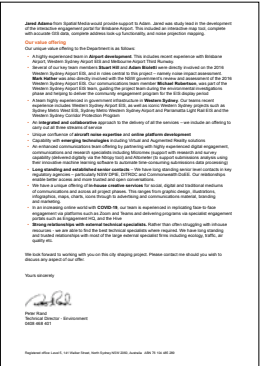 Jared Adams from Spatial Media would provide support to Adam. Jared was study lead in the development
of the interactive engagement portal for Brisbane Airport. This included an interactive map tool, complete
with accurate GIS data, complete address look-up functionality, and noise projection mapping.
Our value offering
Our unique value offering to the Department is as follows:
• A highly experienced team in Airport development. This includes recent experience with Brisbane
Airport, Western Sydney Airport EIS and Melbourne Airport Third Runway.
• Several of our key team members Stuart Hill and Adam Bioletti were directly involved in the 2016
Western Sydney Airport EIS, and in roles central to this project – namely noise impact assessment.
Mark Hather was also directly involved with the NSW government's review and assessment of the 2016
Western Sydney Airport EIS. Our communications team member Michael Robertson, was part of the
Western Sydney Airport EIS team, guiding the project team during the environmental investigations
phase and helping to deliver the community engagement program for the EIS display period
• A team highly experienced in government infrastructure in Western Sydney. Our teams recent
experience includes Western Sydney Airport EIS, as well as iconic Western Sydney projects such as
Sydney Metro West EIS, Sydney Metro Western Sydney Airport and Parramatta Light Rail EIS and the
Western Sydney Corridor Protection Program
• An integrated and collaborative approach to the delivery of all the services – we include an offering to
carry out all three streams of service
• Unique confluence of aircraft noise expertise and online platform development
• Capability with emerging technologies including Virtual and Augmented Reality solutions
• An enhanced communications team offering by partnering with highly experienced digital engagement,
communications and research specialists including Micromex (support with research and survey
capability delivered digitally via the Mitopy tool) and Altometer (to support submissions analysis using
their innovative machine learning software to automate time-consuming submissions data processing)
• Long standing and established senior contacts – We have long standing senior level contacts in key
regulatory agencies – particularly NSW DPIE, DITRDC and Commonwealth DoEE. Our relationships
enable better access and more trusted and open conversations.
• We have a unique offering of in-house creative services for social, digital and traditional mediums
of communications and across all project phases. This ranges from graphic design, illustrations,
infographics, maps, charts, icons through to advertising and communications material, branding
and marketing.
• In an increasing online world with COVID-19, our team is experienced in replicating face-to-face
engagement via platforms such as Zoom and Teams and delivering programs via specialist engagement
portals such as Engagement HQ, and the Hive
• Strong relationships with external technical specialists. Rather than often struggling with intrusive
resources – we are able to find the best technical specialists where required. We have long standing
and trusted relationships with most of the large external specialist firms including ecology, traffic, air
quality etc.
We look forward to working with you on this city shaping project. Please contact me should you wish to
discuss any aspect of our offer.
Yours sincerely
Peter Rand
Technical Director - Environment
0408 468 401